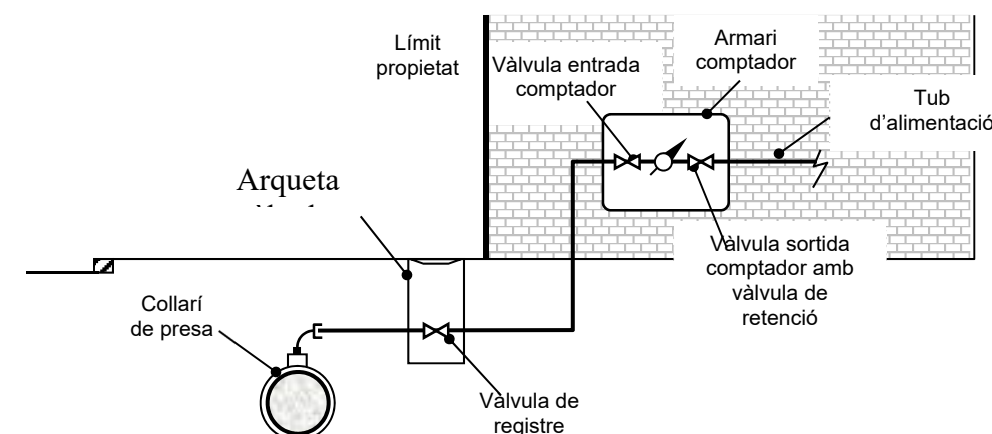 Límit
propietat
Armari
comptador
Vàlvula entrada
comptador
Tub
d'alimentació
Arqueta
Vàlvula sortida
comptador amb
vàlvula de
retenció
Collarí
de presa
Vàlvula de
registre